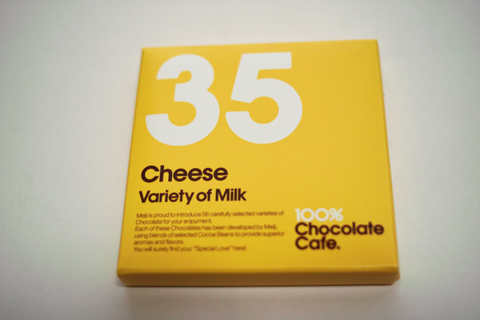 35
Cheese
Variety of Milk
Meiji is proud to introduce 56 carefully selected varieties of
Chocolate for your enjoyment.
Each of these Chocolates has been developed by Meiji,
using blends of selected Cocoa Beans to provide superior
aromas and flavors.
You will surely find your "Special Love" here!
100%
Chocolate
Cafe.